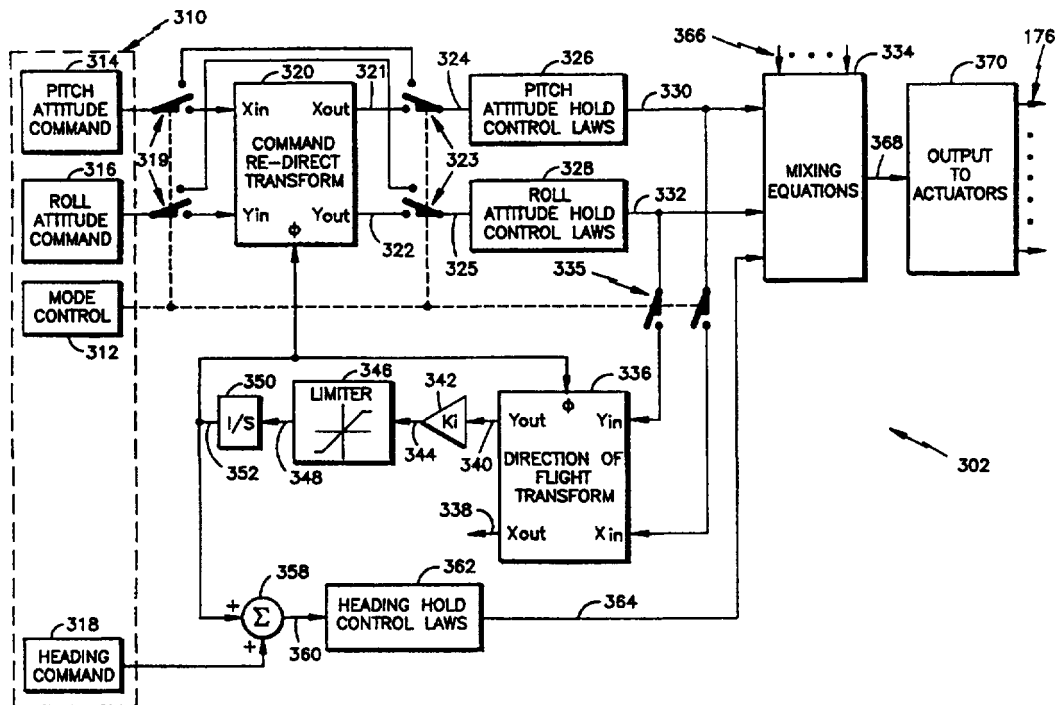 310
366
334
176
314
PITCH
ATTITUDE
COMMAND
320
321
324
326
PITCH
ATTITUDE HOLD
CONTROL LAWS
330
370
Xin
Xout
319
COMMAND
RE-DIRECT
TRANSFORM
323
MIXING
EQUATIONS
368
OUTPUT
TO
ACTUATORS
316
ROLL
ATTITUDE
COMMAND
328
ROLL
ATTITUDE HOLD
CONTROL LAWS
332
Yin
Yout
Φ
322
325
335
MODE
CONTROL
312
350
346
342
336
I/S
LIMITER
Ki
Φ
Yout
Yin
352
348
344
340
DIRECTION OF
FLIGHT
TRANSFORM
302
338
Xout
Xin
358
362
+
Σ
HEADING HOLD
CONTROL LAWS
364
+
360
318
HEADING
COMMAND